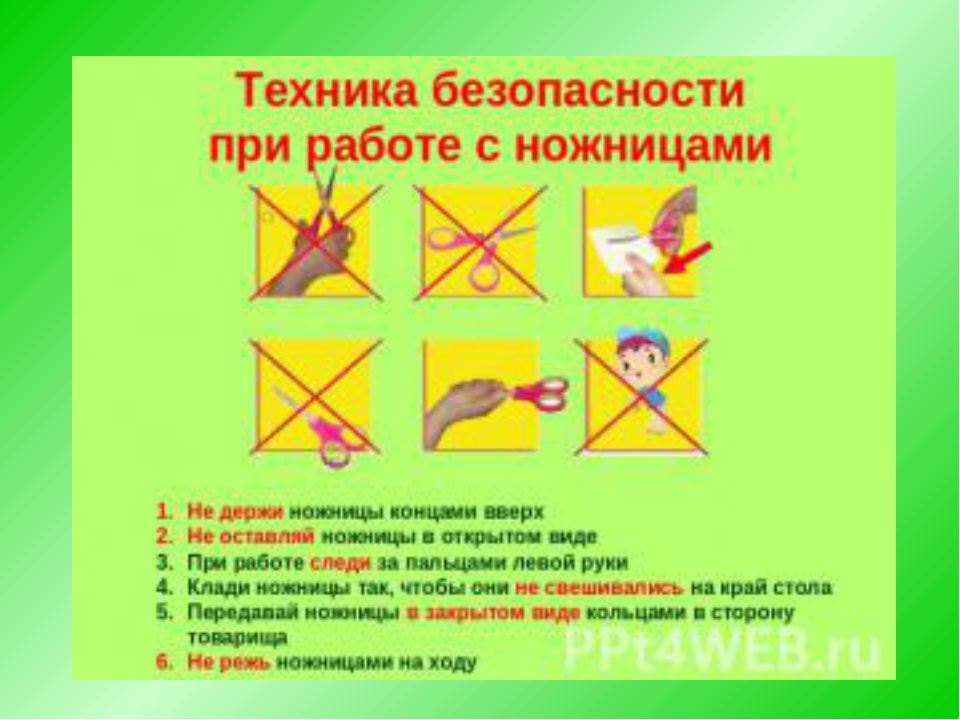 Техника безопасности
при работе с ножницами
1. Не держи ножницы концами вверх
2. Не оставляй ножницы в открытом виде
3. При работе следи за пальцами левой руки
4. Клади ножницы так, чтобы они не свешивались на край стола
5. Передавай ножницы в закрытом виде кольцами в сторону
товарища
6. Не режь ножницами на ходу
PPt4WEB.ru